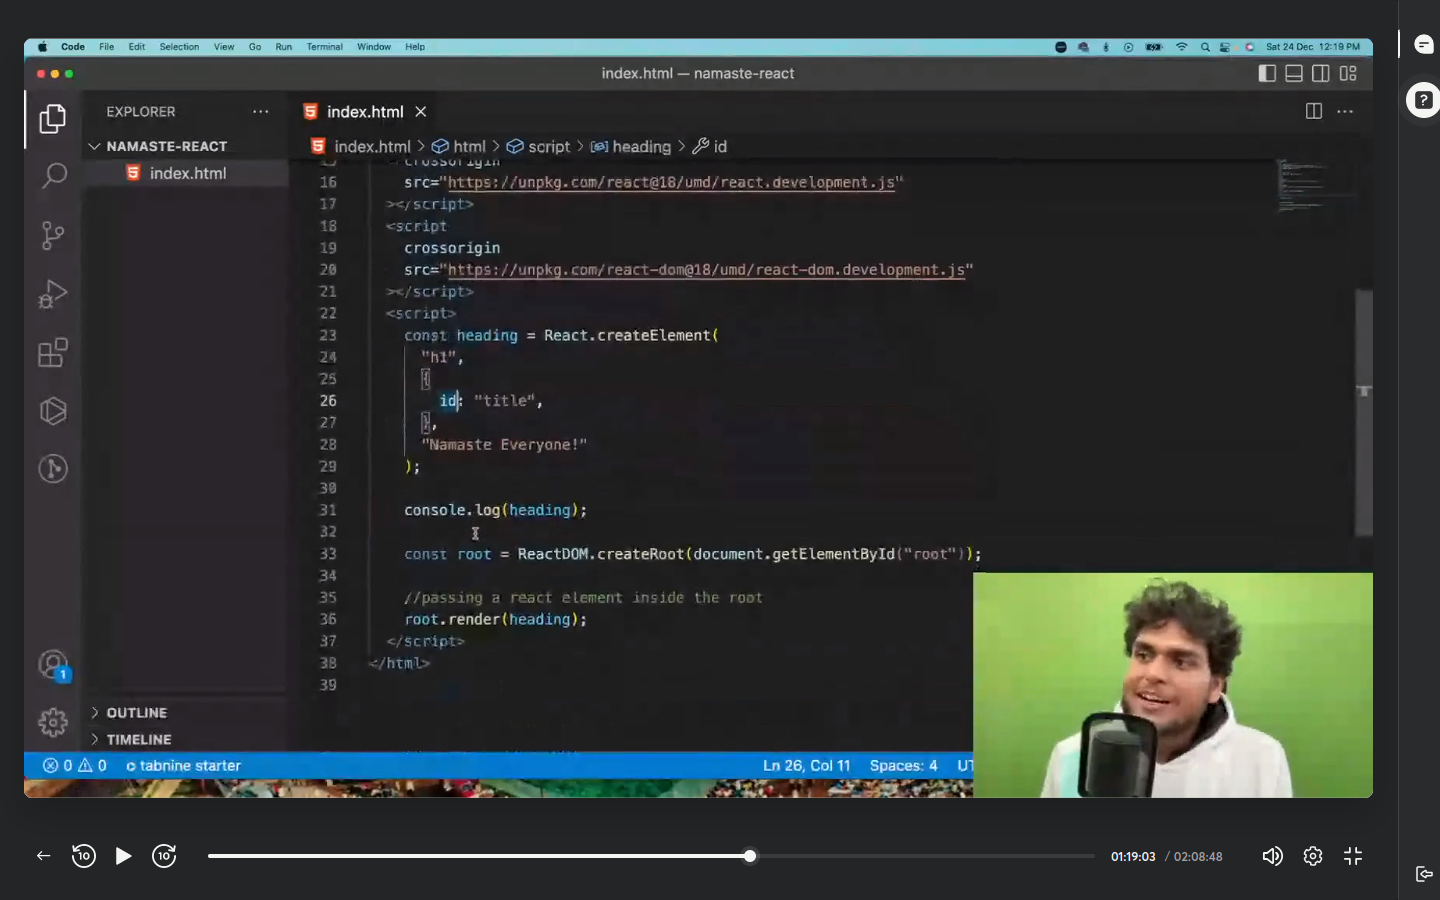 Code File Edit Selection View Go Run Terminal Window Help Sat 24 Dec 12:19 PM
index.html — namaste-react
EXPLORER
index.html
NAMASTE-REACT
index.html > html > script > heading > id
index.html
crossorigin
16 src="https://unpkg.com/react@18/umd/react.development.js"
17 ></script>
18 <script
19 crossorigin
20 src="https://unpkg.com/react-dom@18/umd/react-dom.development.js"
21 ></script>
22 <script>
23 const heading = React.createElement(
24 "h1",
25 {
26 id: "title",
27 },
28 "Namaste Everyone!"
29 );
30
31 console.log(heading);
32
33 const root = ReactDOM.createRoot(document.getElementById("root"));
34
35 //passing a react element inside the root
36 root.render(heading);
37 </script>
38 </html>
39
1
OUTLINE
TIMELINE
0 0 tabnine starter Ln 26, Col 11 Spaces: 4
10 10 01:19:03 / 02:08:48